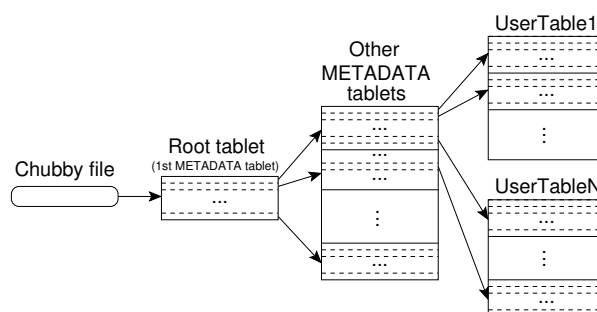 Chubby file
Root tablet
(1st METADATA tablet)
...
Other
METADATA
tablets
...
...
...
⋮
...
UserTable1
...
...
⋮
UserTableN
...
⋮
...